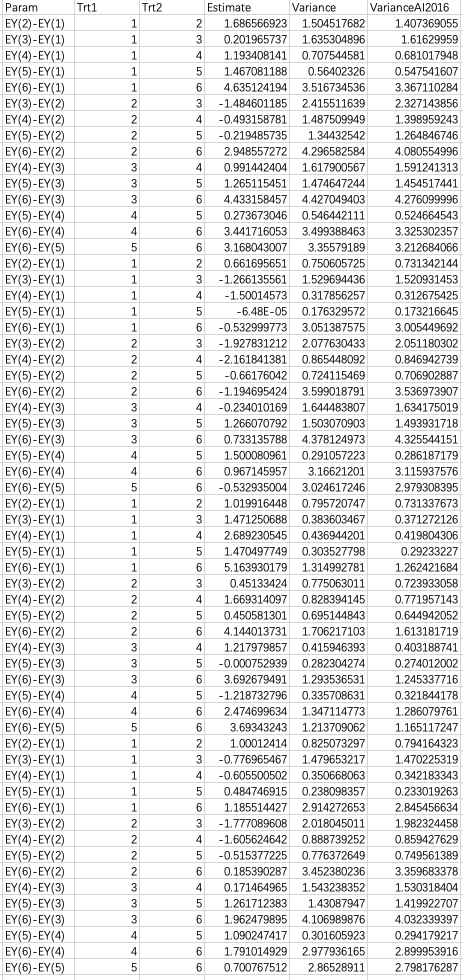 Param Trt1 Trt2 Estimate Variance VarianceAI2016
EY(2)-EY(1) 1 2 1.686566923 1.504517682 1.407369055
EY(3)-EY(1) 1 3 0.201965737 1.635304896 1.61629959
EY(4)-EY(1) 1 4 1.193408141 0.707544581 0.681017948
EY(5)-EY(1) 1 5 1.467081188 0.56402326 0.547541607
EY(6)-EY(1) 1 6 4.635124194 3.516734536 3.367110284
EY(3)-EY(2) 2 3 -1.484601185 2.415511639 2.327143856
EY(4)-EY(2) 2 4 -0.493158781 1.487509949 1.398959243
EY(5)-EY(2) 2 5 -0.219485735 1.34432542 1.264846746
EY(6)-EY(2) 2 6 2.948557272 4.296582584 4.080554996
EY(4)-EY(3) 3 4 0.991442404 1.617900567 1.591241313
EY(5)-EY(3) 3 5 1.265115451 1.474647244 1.454517441
EY(6)-EY(3) 3 6 4.433158457 4.427049403 4.276099996
EY(5)-EY(4) 4 5 0.273673046 0.546442111 0.524664543
EY(6)-EY(4) 4 6 3.441716053 3.499388463 3.325302357
EY(6)-EY(5) 5 6 3.168043007 3.35579189 3.212684066
EY(2)-EY(1) 1 2 0.661695651 0.750605725 0.731342144
EY(3)-EY(1) 1 3 -1.266135561 1.529694436 1.520931453
EY(4)-EY(1) 1 4 -1.50014573 0.317856257 0.312675425
EY(5)-EY(1) 1 5 -6.48E-05 0.176329572 0.173216645
EY(6)-EY(1) 1 6 -0.532999773 3.051387575 3.005449692
EY(3)-EY(2) 2 3 -1.927831212 2.077630433 2.051180302
EY(4)-EY(2) 2 4 -2.161841381 0.865448092 0.846942739
EY(5)-EY(2) 2 5 -0.66176042 0.724115469 0.706902887
EY(6)-EY(2) 2 6 -1.194695424 3.599018791 3.536973907
EY(4)-EY(3) 3 4 -0.234010169 1.644483807 1.634175019
EY(5)-EY(3) 3 5 1.266070792 1.503070903 1.493931718
EY(6)-EY(3) 3 6 0.733135788 4.378124973 4.325544151
EY(5)-EY(4) 4 5 1.500080961 0.291057223 0.286187179
EY(6)-EY(4) 4 6 0.967145957 3.16621201 3.115937576
EY(6)-EY(5) 5 6 -0.532935004 3.024617246 2.979308395
EY(2)-EY(1) 1 2 1.019916448 0.795720747 0.731337673
EY(3)-EY(1) 1 3 1.471250688 0.383603467 0.371272126
EY(4)-EY(1) 1 4 2.689230545 0.436944201 0.419804306
EY(5)-EY(1) 1 5 1.470497749 0.303527798 0.29233227
EY(6)-EY(1) 1 6 5.163930179 1.314992781 1.262421684
EY(3)-EY(2) 2 3 0.45133424 0.775063011 0.723933058
EY(4)-EY(2) 2 4 1.669314097 0.828394145 0.771957143
EY(5)-EY(2) 2 5 0.450581301 0.695144843 0.644942052
EY(6)-EY(2) 2 6 4.144013731 1.706217103 1.613181719
EY(4)-EY(3) 3 4 1.217979857 0.415946393 0.403188741
EY(5)-EY(3) 3 5 -0.000752939 0.282304274 0.274012002
EY(6)-EY(3) 3 6 3.692679491 1.293536531 1.245337716
EY(5)-EY(4) 4 5 -1.218732796 0.335708631 0.321844178
EY(6)-EY(4) 4 6 2.474699634 1.347114773 1.286079761
EY(6)-EY(5) 5 6 3.69343243 1.213709062 1.165117247
EY(2)-EY(1) 1 2 1.00012414 0.825073297 0.794164323
EY(3)-EY(1) 1 3 -0.776965467 1.479653217 1.470225319
EY(4)-EY(1) 1 4 -0.605500502 0.350668063 0.342183343
EY(5)-EY(1) 1 5 0.484746915 0.238098357 0.233019263
EY(6)-EY(1) 1 6 1.185514427 2.914272653 2.845456634
EY(3)-EY(2) 2 3 -1.777089608 2.018045011 1.982324458
EY(4)-EY(2) 2 4 -1.605624642 0.888739252 0.859427629
EY(5)-EY(2) 2 5 -0.515377225 0.776372649 0.749561389
EY(6)-EY(2) 2 6 0.185390287 3.452380236 3.359683378
EY(4)-EY(3) 3 4 0.171464965 1.543238352 1.530318404
EY(5)-EY(3) 3 5 1.261712383 1.43087947 1.419922707
EY(6)-EY(3) 3 6 1.962479895 4.106989876 4.032339397
EY(5)-EY(4) 4 5 1.090247417 0.301605923 0.294179217
EY(6)-EY(4) 4 6 1.791014929 2.977936165 2.899953916
EY(6)-EY(5) 5 6 0.700767512 2.86528911 2.798176287